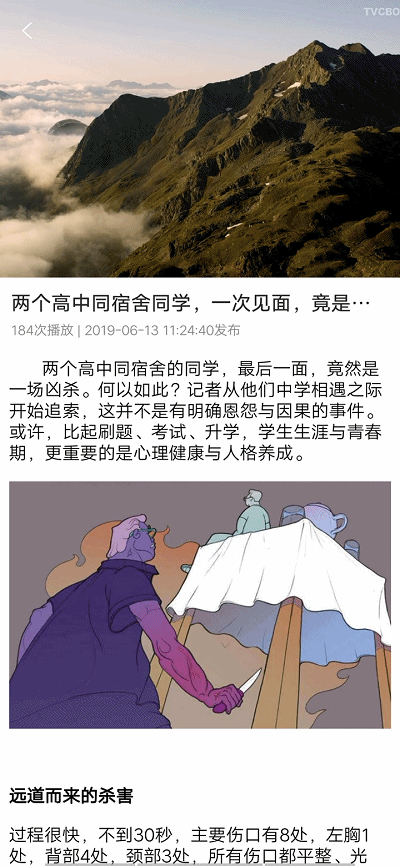 TVCBO
两个高中同宿舍同学，一次见面，竟是…
184次播放 | 2019-06-13 11:24:40发布
两个高中同宿舍的同学，最后一面，竟然是
一场凶杀。何以如此？记者从他们中学相遇之际
开始追索，这并不是有明确恩怨与因果的事件。
或许，比起刷题、考试、升学，学生生涯与青春
期，更重要的是心理健康与人格养成。
远道而来的杀害
过程很快，不到30秒，主要伤口有8处，左胸1
处，背部4处，颈部3处，所有伤口都平整、光